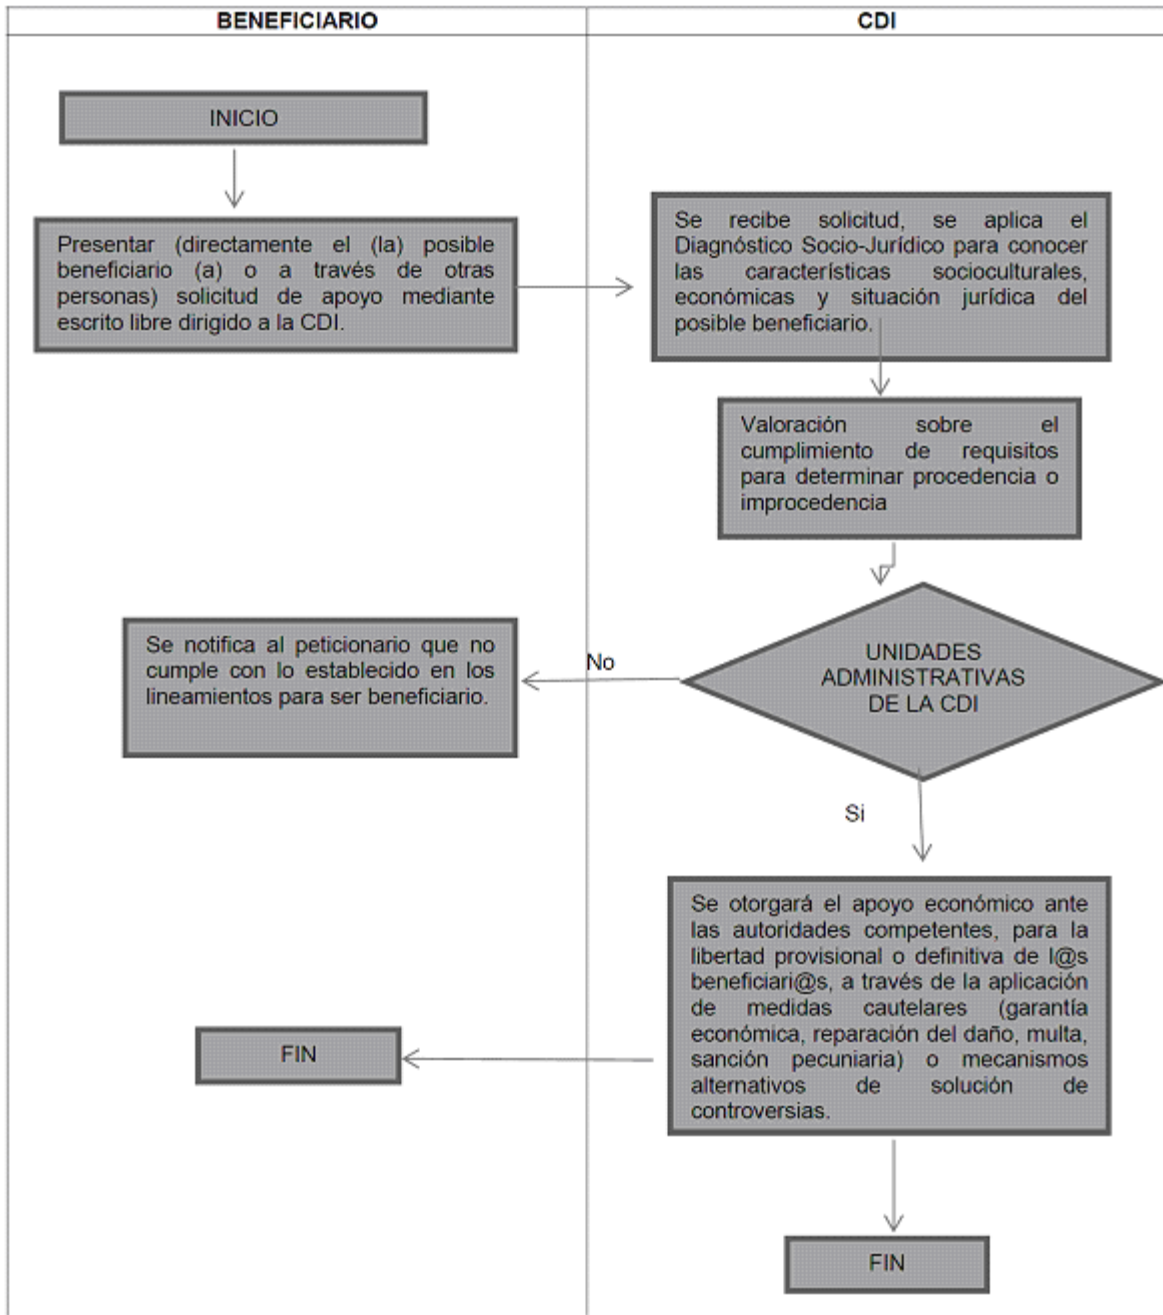 BENEFICIARIO
CDI
INICIO
Presentar (directamente el (la) posible
beneficiario (a) o a través de otras
personas) solicitud de apoyo mediante
escrito libre dirigido a la CDI.
Se recibe solicitud, se aplica el
Diagnóstico Socio-Jurídico para conocer
las características socioculturales,
económicas y situación jurídica del
posible beneficiario.
Valoración sobre el
cumplimiento de requisitos
para determinar procedencia o
improcedencia
UNIDADES
ADMINISTRATIVAS
DE LA CDI
No
Se notifica al peticionario que no
cumple con lo establecido en los
lineamientos para ser beneficiario.
Si
Se otorgará el apoyo económico ante
las autoridades competentes, para la
libertad provisional o definitiva de l@s
beneficiari@s, a través de la aplicación
de medidas cautelares (garantía
económica, reparación del daño, multa,
sanción pecuniaria) o mecanismos
alternativos de solución de
controversias.
FIN
FIN